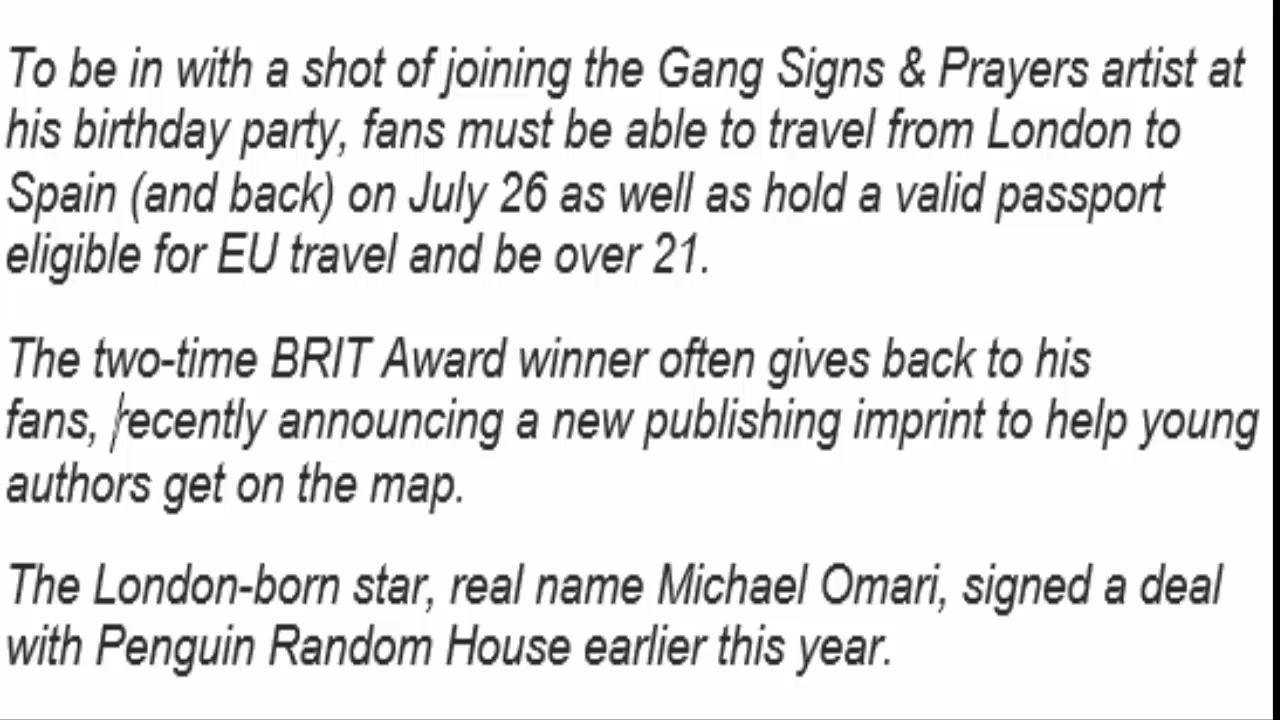 To be in with a shot of joining the Gang Signs & Prayers artist at
his birthday party, fans must be able to travel from London to
Spain (and back) on July 26 as well as hold a valid passport
eligible for EU travel and be over 21.
The two-time BRIT Award winner often gives back to his
fans, recently announcing a new publishing imprint to help young
authors get on the map.
The London-born star, real name Michael Omari, signed a deal
with Penguin Random House earlier this year.